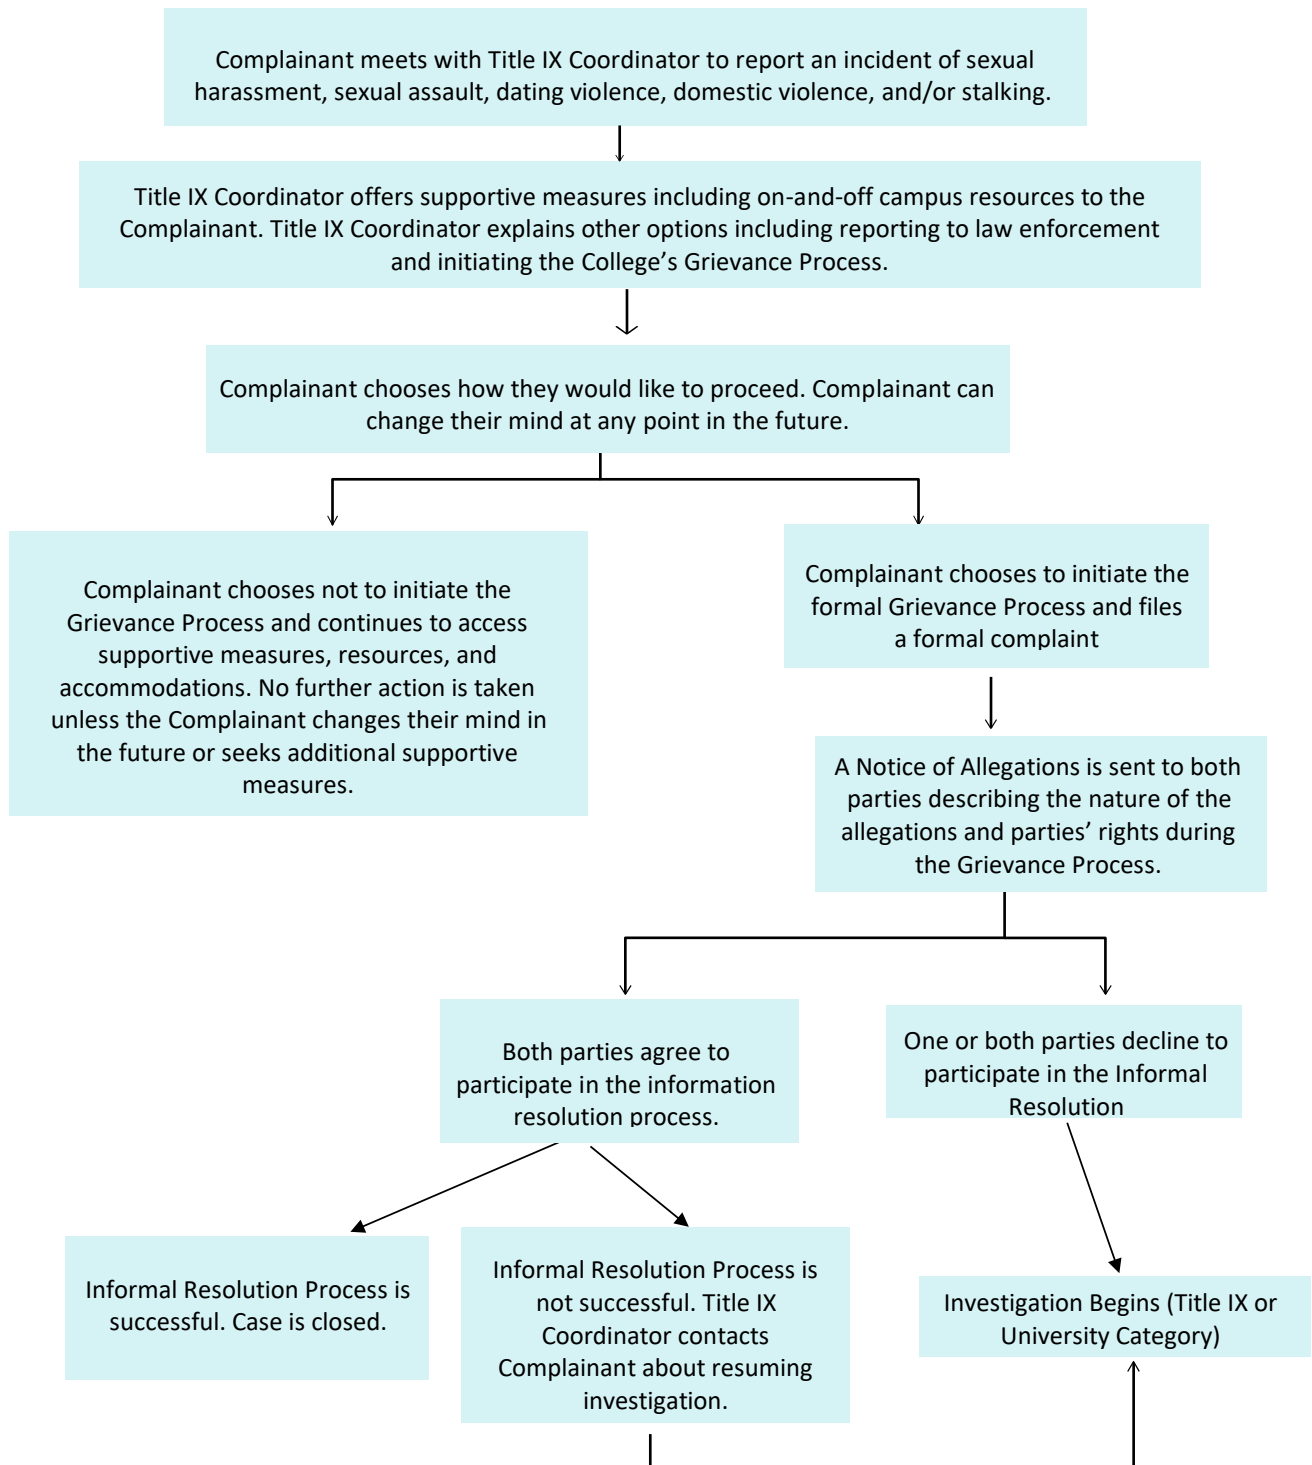 Complainant meets with Title IX Coordinator to report an incident of sexual
harassment, sexual assault, dating violence, domestic violence, and/or stalking.
Title IX Coordinator offers supportive measures including on-and-off campus resources to the
Complainant. Title IX Coordinator explains other options including reporting to law enforcement
and initiating the College’s Grievance Process.
Complainant chooses how they would like to proceed. Complainant can
change their mind at any point in the future.
Complainant chooses not to initiate the
Grievance Process and continues to access
supportive measures, resources, and
accommodations. No further action is taken
unless the Complainant changes their mind in
the future or seeks additional supportive
measures.
Complainant chooses to initiate the
formal Grievance Process and files
a formal complaint
A Notice of Allegations is sent to both
parties describing the nature of the
allegations and parties’ rights during
the Grievance Process.
Both parties agree to
participate in the information
resolution process.
One or both parties decline to
participate in the Informal
Resolution
Informal Resolution Process is
successful. Case is closed.
Informal Resolution Process is
not successful. Title IX
Coordinator contacts
Complainant about resuming
investigation.
Investigation Begins (Title IX or
University Category)